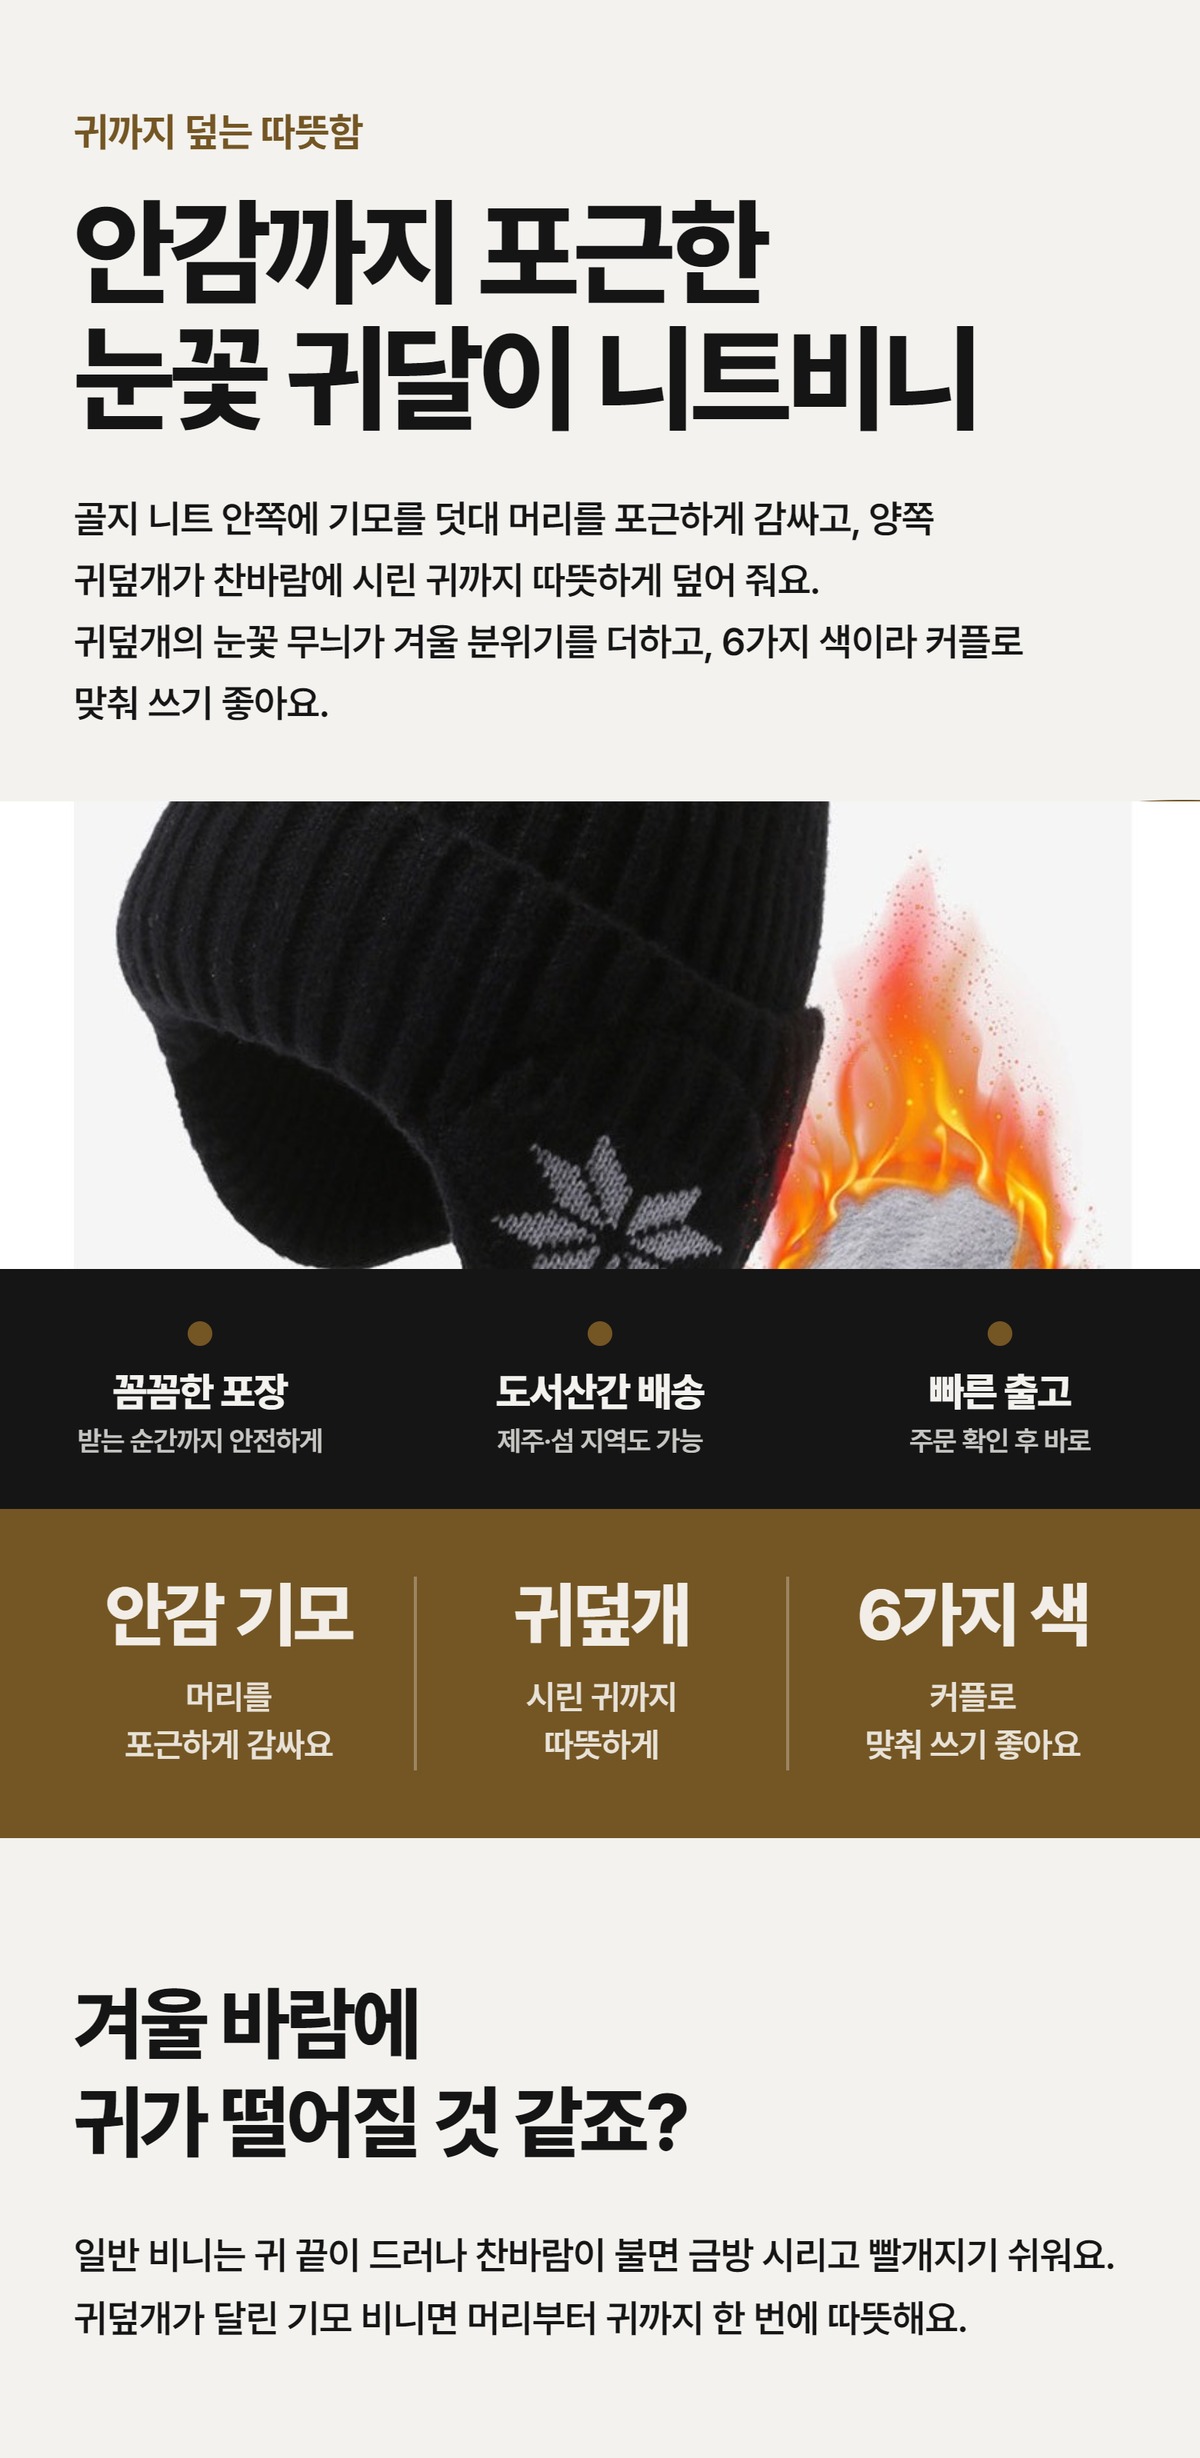 귀까지 덮는 따뜻함
안감까지 포근한
눈꽃 귀달이 니트비니
골지 니트 안쪽에 기모를 덧대 머리를 포근하게 감싸고, 양쪽
귀덮개가 찬바람에 시린 귀까지 따뜻하게 덮어 줘요.
귀덮개의 눈꽃 무늬가 겨울 분위기를 더하고, 6가지 색이라 커플로
맞춰 쓰기 좋아요.
꼼꼼한 포장
받는 순간까지 안전하게
도서산간 배송
제주·섬 지역도 가능
빠른 출고
주문 확인 후 바로
안감 기모
머리를
포근하게 감싸요
귀덮개
시린 귀까지
따뜻하게
6가지 색
커플로
맞춰 쓰기 좋아요
겨울 바람에
귀가 떨어질 것 같죠?
일반 비니는 귀 끝이 드러나 찬바람이 불면 금방 시리고 빨개지기 쉬워요.
귀덮개가 달린 기모 비니면 머리부터 귀까지 한 번에 따뜻해요.